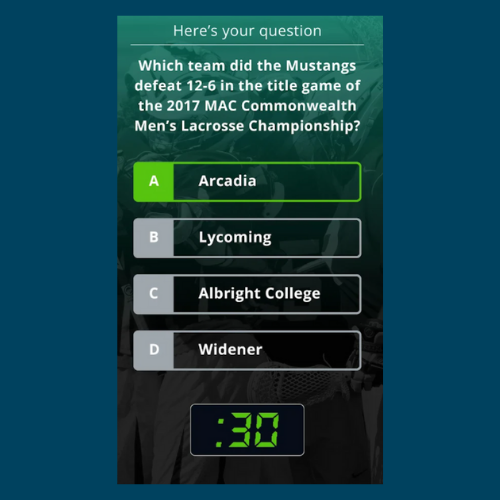 Here’s your question
Which team did the Mustangs
defeat 12-6 in the title game of
the 2017 MAC Commonwealth
Men’s Lacrosse Championship?
A Arcadia
B Lycoming
C Albright College
D Widener
:30